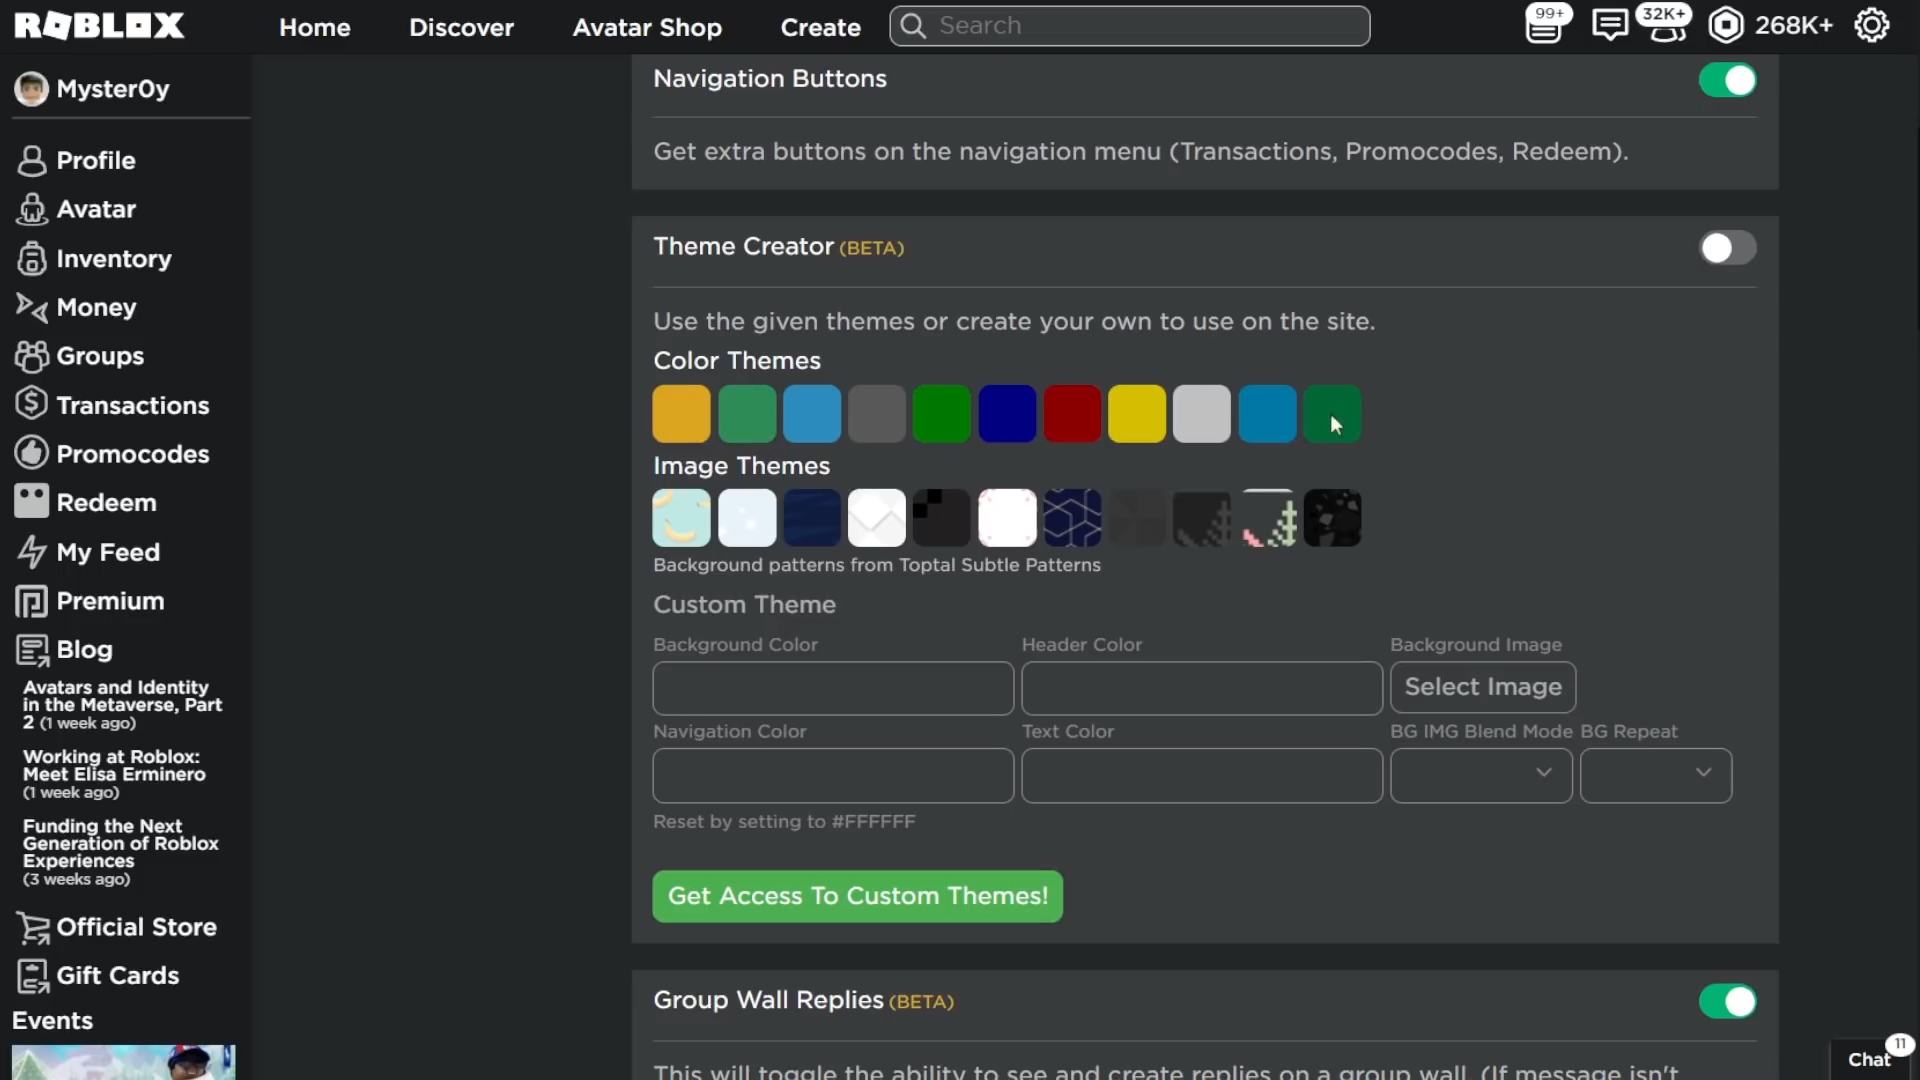 ROBLOX
Home
Discover
Avatar Shop
Create
Search
99+
32K+
268K+
Myster0y
Profile
Avatar
Inventory
Money
Groups
Transactions
Promocodes
Redeem
My Feed
Premium
Blog
Avatars and Identity
in the Metaverse, Part
2 (1 week ago)
Working at Roblox:
Meet Elisa Erminero
(1 week ago)
Funding the Next
Generation of Roblox
Experiences
(3 weeks ago)
Official Store
Gift Cards
Events
Navigation Buttons
Get extra buttons on the navigation menu (Transactions, Promocodes, Redeem).
Theme Creator (BETA)
Use the given themes or create your own to use on the site.
Color Themes
Image Themes
Background patterns from Toptal Subtle Patterns
Custom Theme
Background Color
Header Color
Background Image
Select Image
Navigation Color
Text Color
BG IMG Blend Mode
BG Repeat
Reset by setting to #FFFFFF
Get Access To Custom Themes!
Group Wall Replies (BETA)
This will toggle the ability to see and create replies on a group wall. (If message isn't
Chat
11